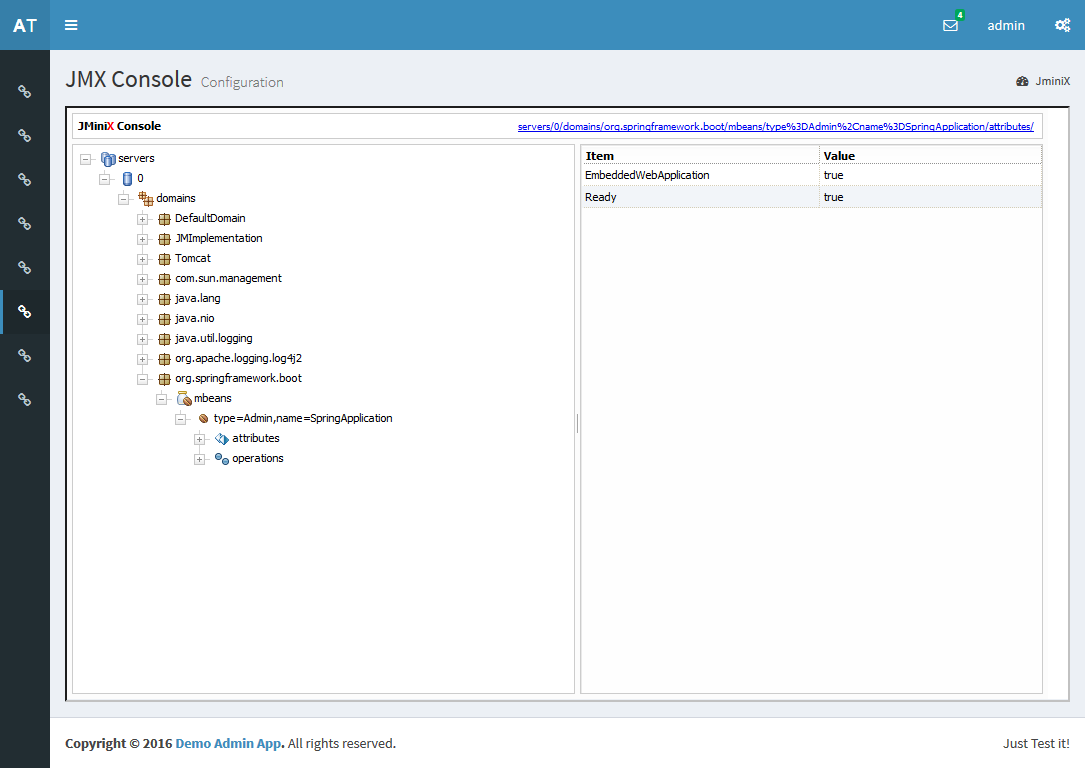 AT
4
admin
JMX Console Configuration
JminiX
JMiniX Console
servers/0/domains/org.springframework.boot/mbeans/type%3DAdmin%2Cname%3DSpringApplication/attributes/
servers
0
domains
DefaultDomain
JMImplementation
Tomcat
com.sun.management
java.lang
java.nio
java.util.logging
org.apache.logging.log4j2
org.springframework.boot
mbeans
type=Admin,name=SpringApplication
attributes
operations
Item Value
EmbeddedWebApplication true
Ready true
Copyright © 2016 Demo Admin App. All rights reserved.
Just Test it!